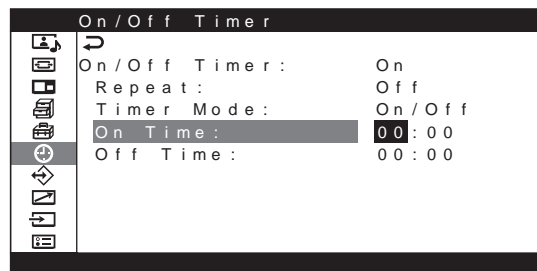 On/Off Timer
On/Off Timer: On
Repeat: Off
Timer Mode: On/Off
On Time: 00:00
Off Time: 00:00